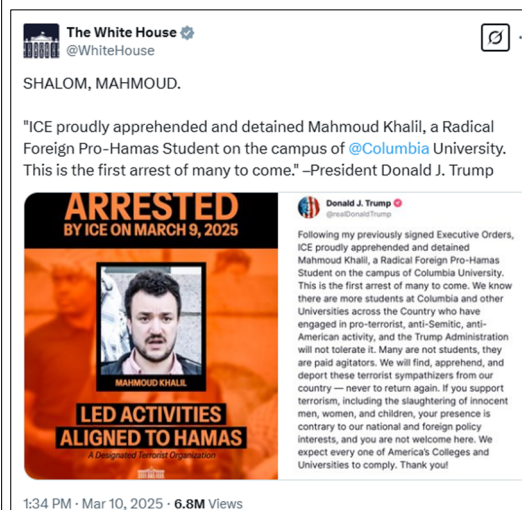 The White House
@WhiteHouse
SHALOM, MAHMOUD.
"ICE proudly apprehended and detained Mahmoud Khalil, a Radical
Foreign Pro-Hamas Student on the campus of @Columbia University.
This is the first arrest of many to come." –President Donald J. Trump
ARRESTED
BY ICE ON MARCH 9, 2025
MAHMOUD KHALIL
LED ACTIVITIES
ALIGNED TO HAMAS
A Designated Terrorist Organization
Donald J. Trump
@realDonaldTrump
Following my previously signed Executive Orders,
ICE proudly apprehended and detained
Mahmoud Khalil, a Radical Foreign Pro-Hamas
Student on the campus of Columbia University.
This is the first arrest of many to come. We know
there are more students at Columbia and other
Universities across the Country who have
engaged in pro-terrorist, anti-Semitic, anti-
American activity, and the Trump Administration
will not tolerate it. Many are not students, they
are paid agitators. We will find, apprehend, and
deport these terrorist sympathizers from our
country — never to return again. If you support
terrorism, including the slaughtering of innocent
men, women, and children, your presence is
contrary to our national and foreign policy
interests, and you are not welcome here. We
expect every one of America's Colleges and
Universities to comply. Thank you!
1:34 PM · Mar 10, 2025 · 6.8M Views